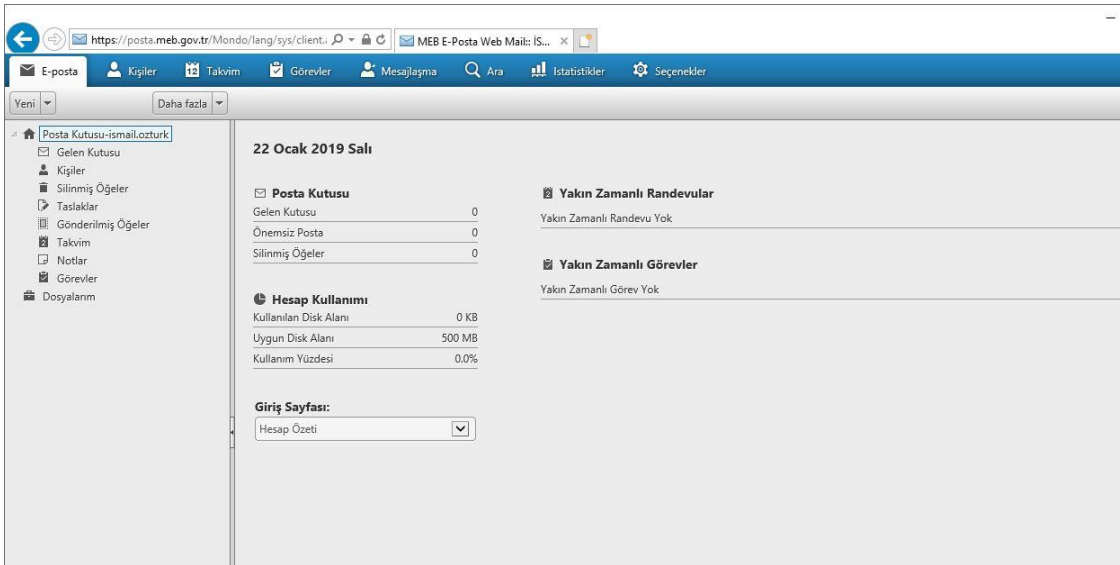 https://posta.meb.gov.tr/Mondo/lang/sys/client.
MEB E-Posta Web Mail:: İS...
E-posta
Kişiler
12 Takvim
Görevler
Mesajlaşma
Ara
Istatistikler
Seçenekler
Yeni
Daha fazla
Posta Kutusu-ismail.ozturk
Gelen Kutusu
Kişiler
Silinmiş Öğeler
Taslaklar
Gönderilmiş Öğeler
Takvim
Notlar
Görevler
Dosyalarım
22 Ocak 2019 Salı
Posta Kutusu
Gelen Kutusu 0
Önemsiz Posta 0
Silinmiş Öğeler 0
Hesap Kullanımı
Kullanılan Disk Alanı 0 KB
Uygun Disk Alanı 500 MB
Kullanım Yüzdesi 0.0%
Giriş Sayfası:
Hesap Özeti
Yakın Zamanlı Randevular
Yakın Zamanlı Randevu Yok
Yakın Zamanlı Görevler
Yakın Zamanlı Görev Yok